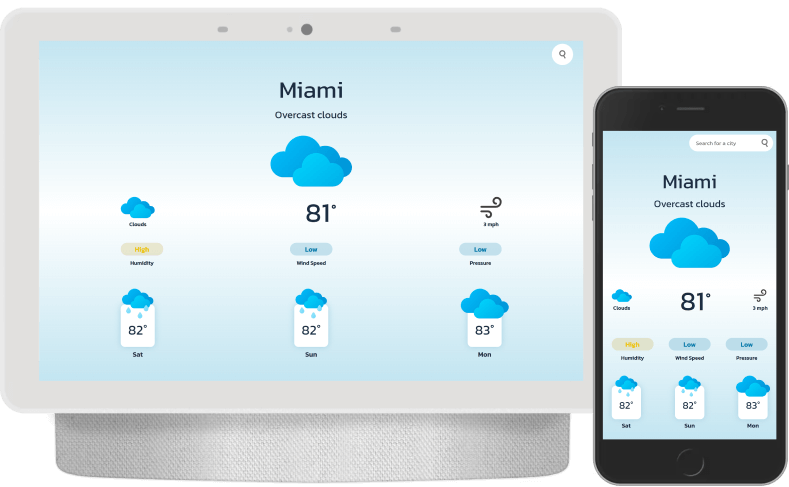 Miami
Overcast clouds
81°
Clouds
3 mph
High
Low
Low
Humidity
Wind Speed
Pressure
82°
82°
83°
Sat
Sun
Mon
Search for a city
Miami
Overcast clouds
81°
Clouds
3 mph
High
Low
Low
Humidity
Wind Speed
Pressure
82°
82°
83°
Sat
Sun
Mon